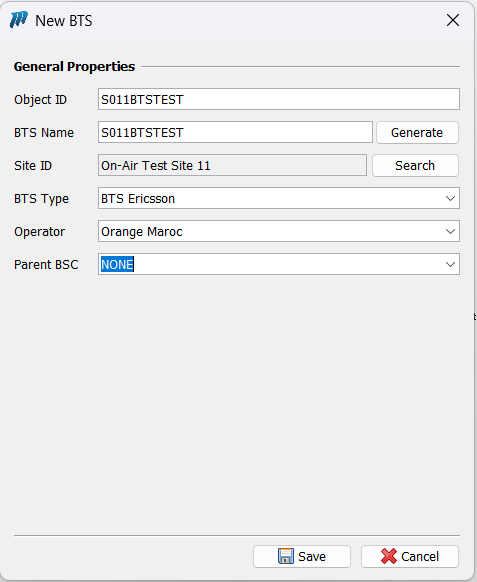 New BTS
General Properties
Object ID S011BTSTEST
BTS Name S011BTSTEST Generate
Site ID On-Air Test Site 11 Search
BTS Type BTS Ericsson
Operator Orange Maroc
Parent BSC NONE
Save Cancel